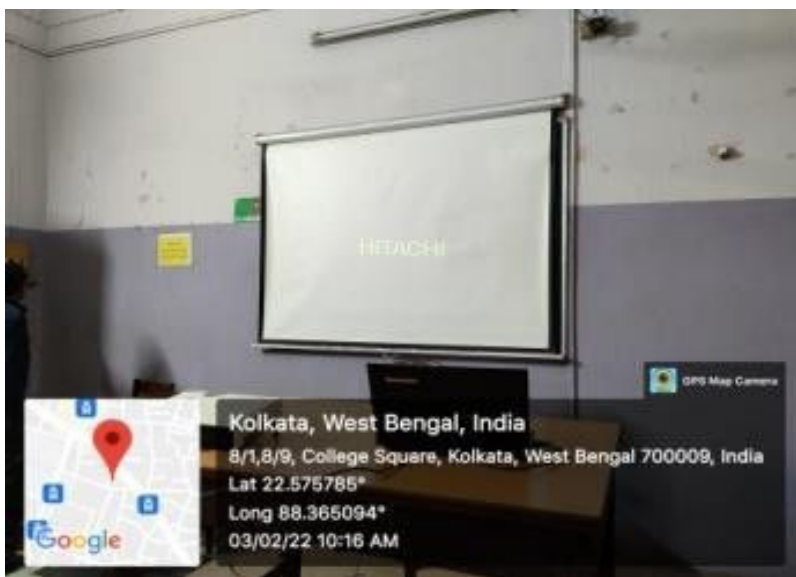 HITACHI
GPS Map Camera
Kolkata, West Bengal, India
8/1,8/9, College Square, Kolkata, West Bengal 700009, India
Lat 22.575785°
Long 88.365094°
03/02/22 10:16 AM
Google